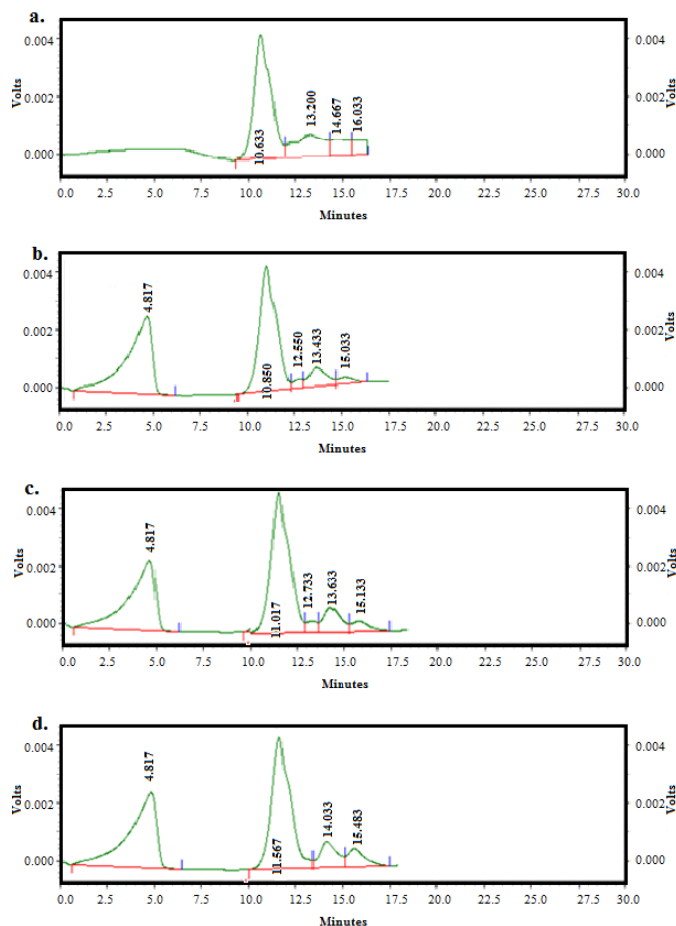 a.
0.004 0.004
0.002 0.002
0.000 0.000
Volts Volts
10.633 13.200 14.667 16.033
0.0 2.5 5.0 7.5 10.0 12.5 15.0 17.5 20.0 22.5 25.0 27.5 30.0
Minutes
b.
0.004 0.004
0.002 0.002
0.000 0.000
Volts Volts
4.817 10.850 12.550 13.433 15.033
0.0 2.5 5.0 7.5 10.0 12.5 15.0 17.5 20.0 22.5 25.0 27.5 30.0
Minutes
c.
0.004 0.004
0.002 0.002
0.000 0.000
Volts Volts
4.817 11.017 12.733 13.633 15.133
0.0 2.5 5.0 7.5 10.0 12.5 15.0 17.5 20.0 22.5 25.0 27.5 30.0
Minutes
d.
0.004 0.004
0.002 0.002
0.000 0.000
Volts Volts
4.817 11.567 14.033 15.483
0.0 2.5 5.0 7.5 10.0 12.5 15.0 17.5 20.0 22.5 25.0 27.5 30.0
Minutes